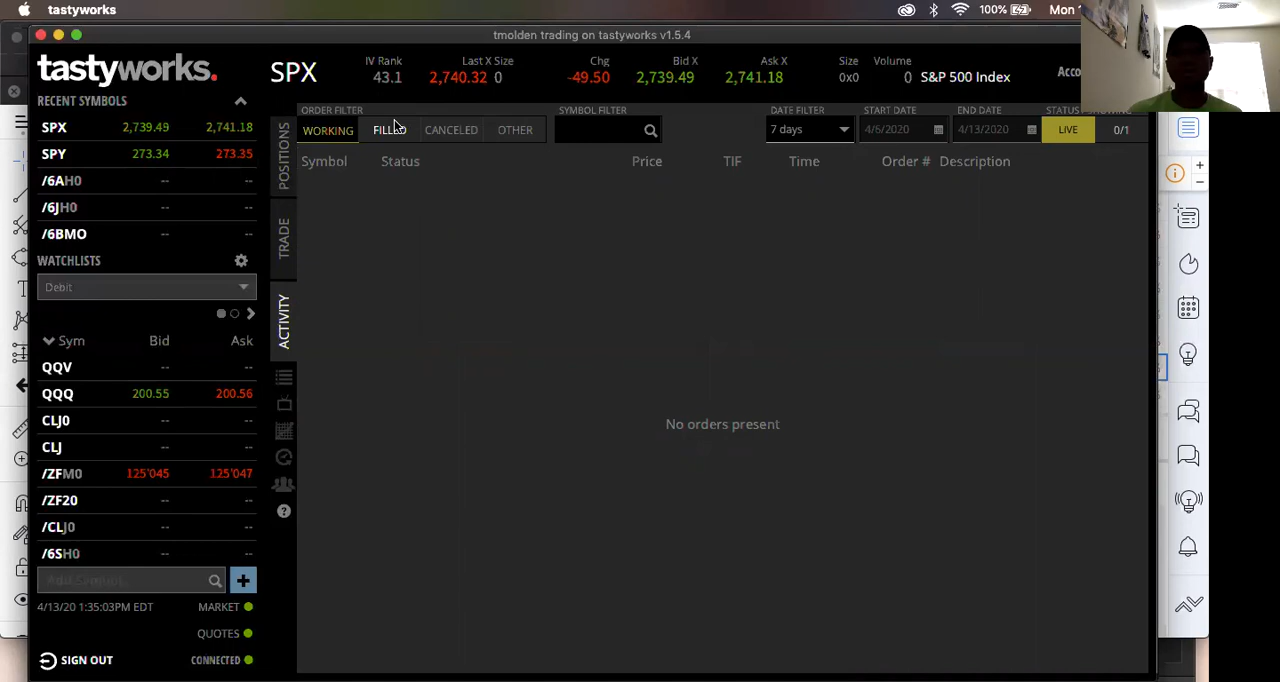 tastyworks
100%
Mon
tmolden trading on tastyworks v1.5.4
tastyworks.
SPX
IV Rank
43.1
Last X Size
2,740.32 0
Chg
-49.50
Bid X
2,739.49
Ask X
2,741.18
Size
0x0
Volume
0
S&P 500 Index
RECENT SYMBOLS
SPX 2,739.49 2,741.18
SPY 273.34 273.35
/6AH0 -- --
/6JH0 -- --
/6BMO -- --
WATCHLISTS
Debit
Sym Bid Ask
QQV -- --
QQQ 200.55 200.56
CLJ0 -- --
CLJ -- --
/ZFM0 125'045 125'047
/ZF20 -- --
/CLJ0 -- --
/6SH0 -- --
Add Symbol
4/13/20 1:35:03PM EDT
MARKET
QUOTES
SIGN OUT
CONNECTED
POSITIONS
TRADE
ACTIVITY
ORDER FILTER
WORKING FILLED CANCELED OTHER
SYMBOL FILTER
DATE FILTER
7 days
START DATE
4/6/2020
END DATE
4/13/2020
STATUS
LIVE
0/1
Symbol Status Price TIF Time Order # Description
No orders present